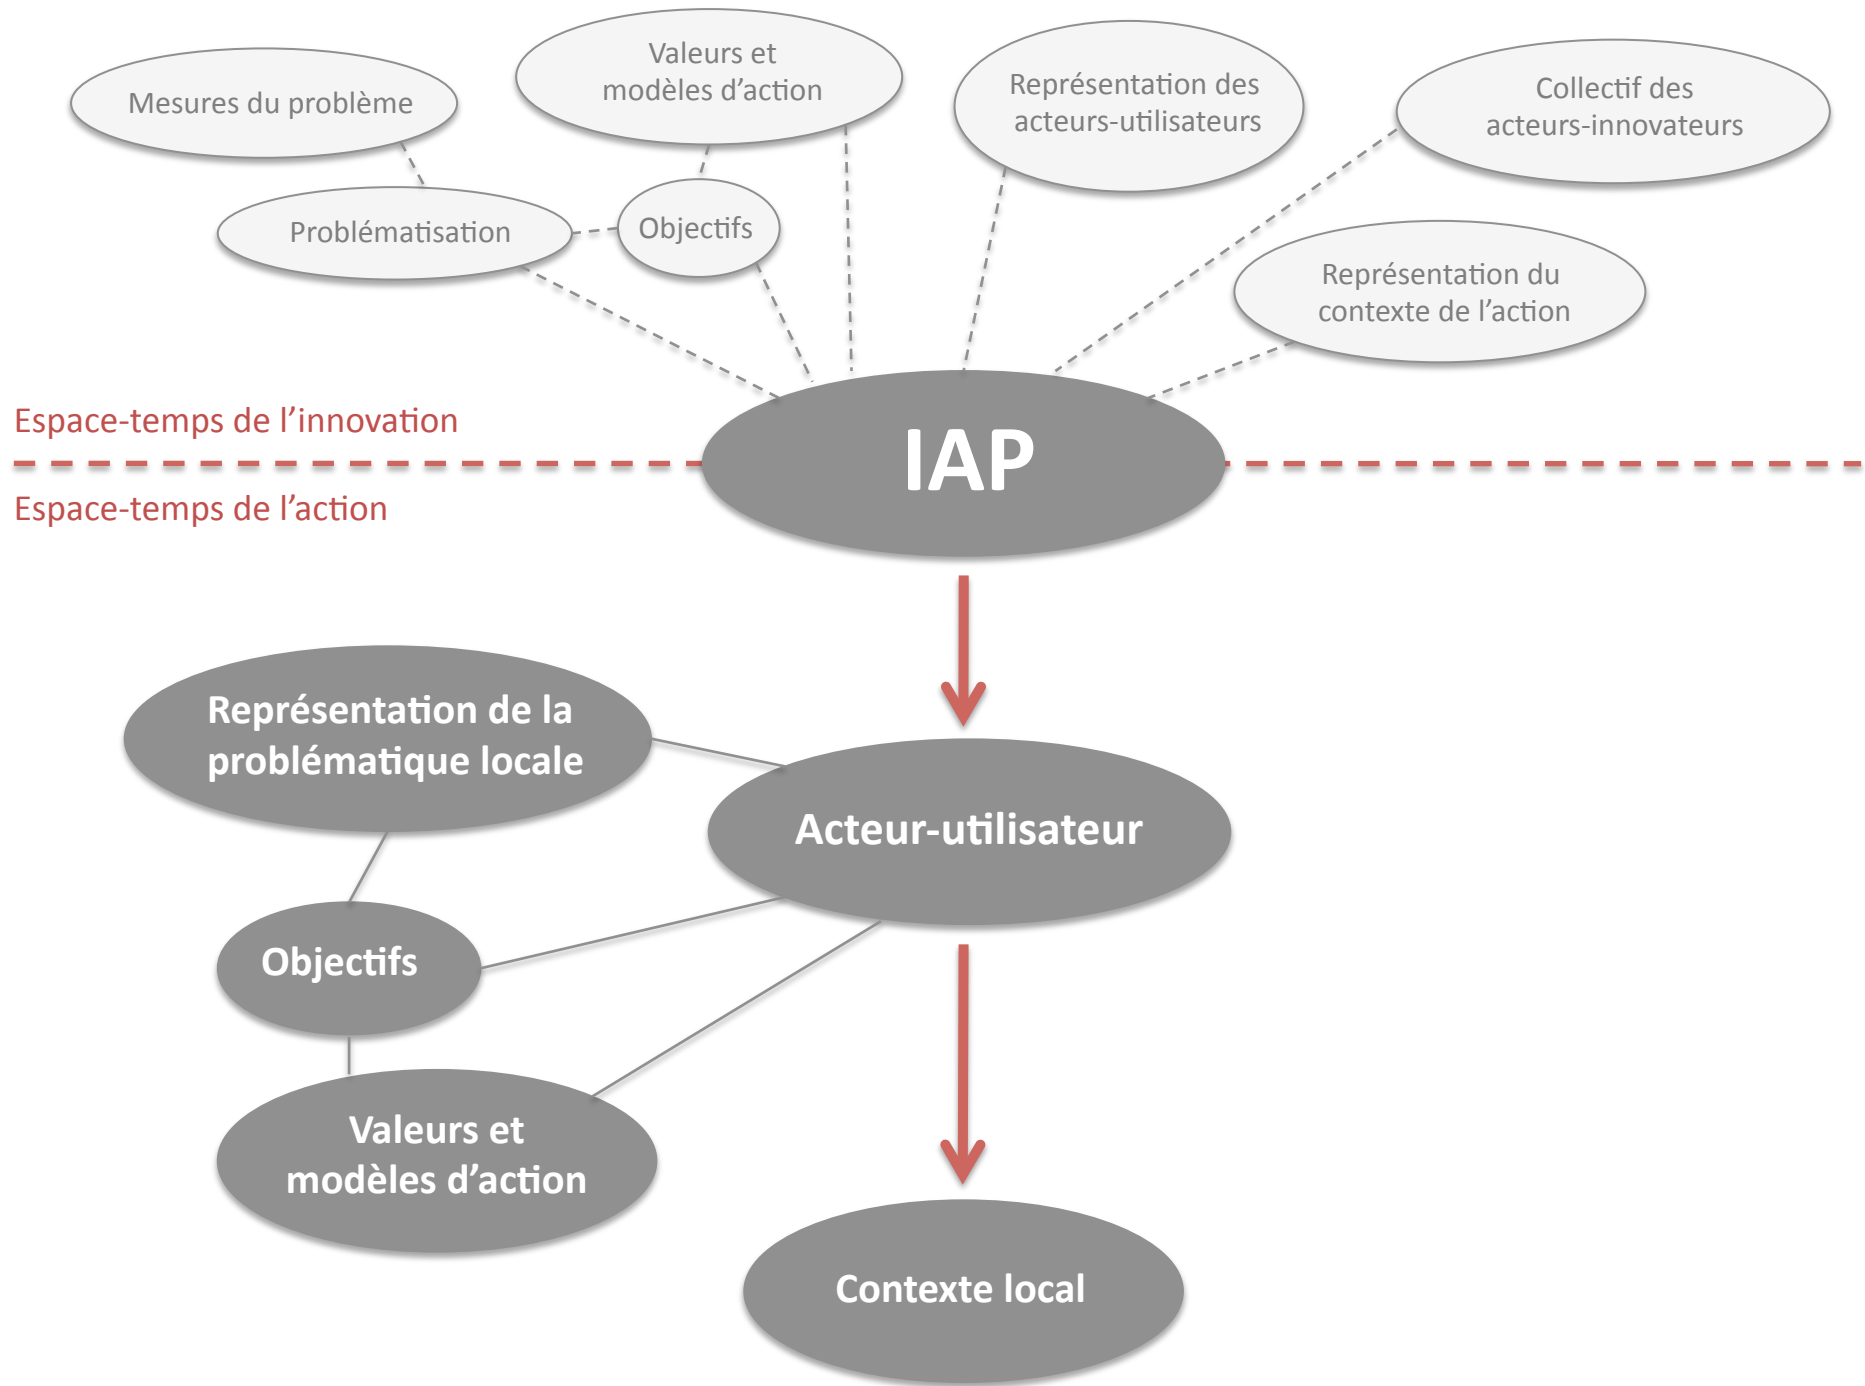 Mesures du problème
Valeurs et
modèles d’action
Représentation des
acteurs-utilisateurs
Collectif des
acteurs-innovateurs
Problématisation
Objectifs
Représentation du
contexte de l’action
Espace-temps de l’innovation
IAP
Espace-temps de l’action
Représentation de la
problématique locale
Acteur-utilisateur
Objectifs
Valeurs et
modèles d’action
Contexte local